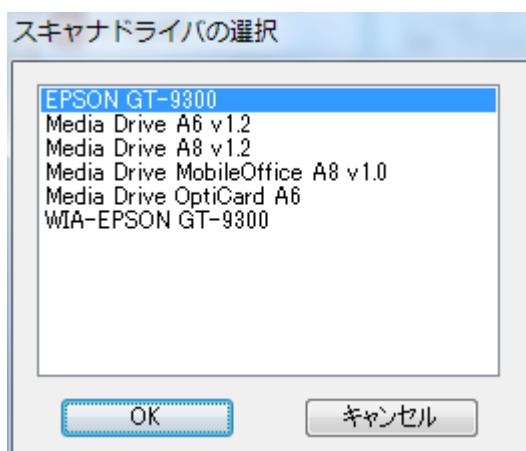 スキャナドライバの選択
EPSON GT-9300
Media Drive A6 v1.2
Media Drive A8 v1.2
Media Drive MobileOffice A8 v1.0
Media Drive OptiCard A6
WIA-EPSON GT-9300
OK
キャンセル